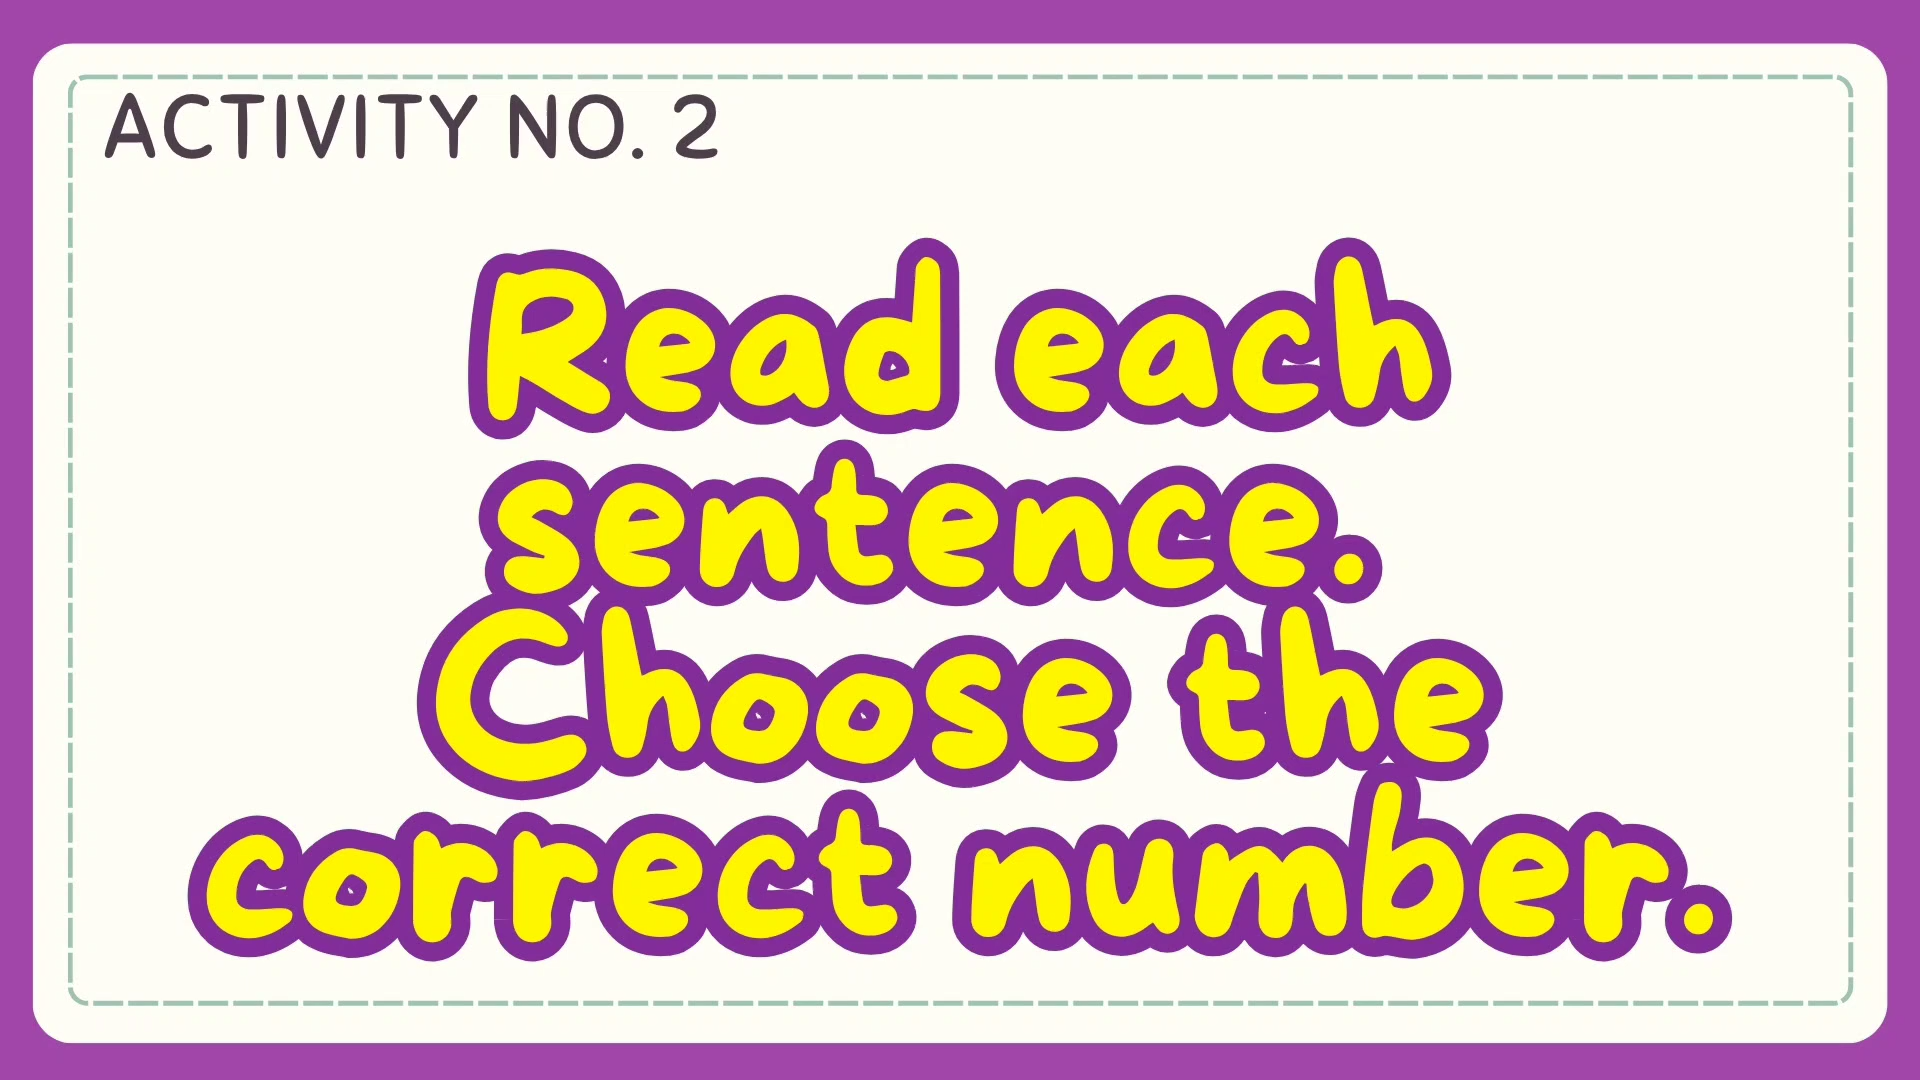 ACTIVITY NO. 2
Read each
sentence.
Choose the
correct number.